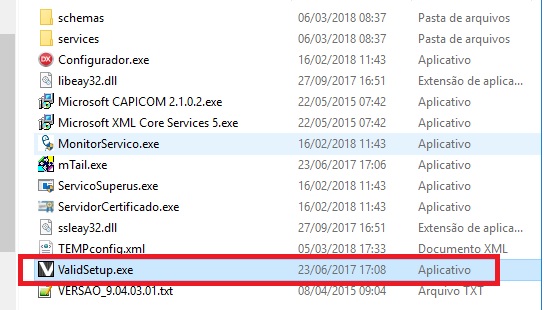 schemas 06/03/2018 08:37 Pasta de arquivos
services 06/03/2018 08:37 Pasta de arquivos
Configurador.exe 16/02/2018 11:43 Aplicativo
libeay32.dll 27/09/2017 16:51 Extensão de aplica...
Microsoft CAPICOM 2.1.0.2.exe 22/05/2015 07:42 Aplicativo
Microsoft XML Core Services 5.exe 22/05/2015 07:42 Aplicativo
MonitorServico.exe 16/02/2018 11:43 Aplicativo
mTail.exe 23/06/2017 17:06 Aplicativo
ServicoSuperus.exe 16/02/2018 11:43 Aplicativo
ServidorCertificado.exe 16/02/2018 11:43 Aplicativo
ssleay32.dll 27/09/2017 16:51 Extensão de aplica...
TEMPconfig.xml 05/03/2018 17:33 Documento XML
ValidSetup.exe 23/06/2017 17:08 Aplicativo
VERSAO_9.04.03.01.txt 08/04/2015 09:04 Arquivo TXT